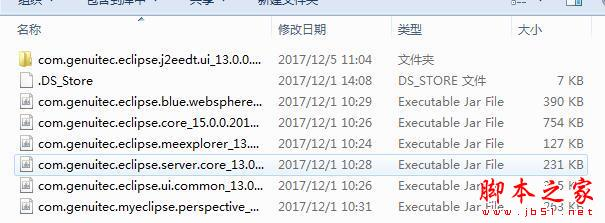 组织 包含到库中 共享 新建文件夹
名称 修改日期 类型 大小
com.genuitec.eclipse.j2eedt.ui_13.0.0.... 2017/12/5 11:04 文件夹
.DS_Store 2017/12/1 14:08 DS_STORE 文件 7 KB
com.genuitec.eclipse.blue.websphere... 2017/12/1 10:29 Executable Jar File 390 KB
com.genuitec.eclipse.core_15.0.0.201... 2017/12/1 10:26 Executable Jar File 754 KB
com.genuitec.eclipse.meexplorer_13.... 2017/12/1 10:29 Executable Jar File 127 KB
com.genuitec.eclipse.server.core_13.0... 2017/12/1 10:28 Executable Jar File 231 KB
com.genuitec.eclipse.ui.common_13.0... 2017/12/1 10:26 Executable Jar File KB
com.genuitec.myeclipse.perspective_... 2017/12/1 10:31 Executable Jar File KB
脚本之家
www.jb51.net